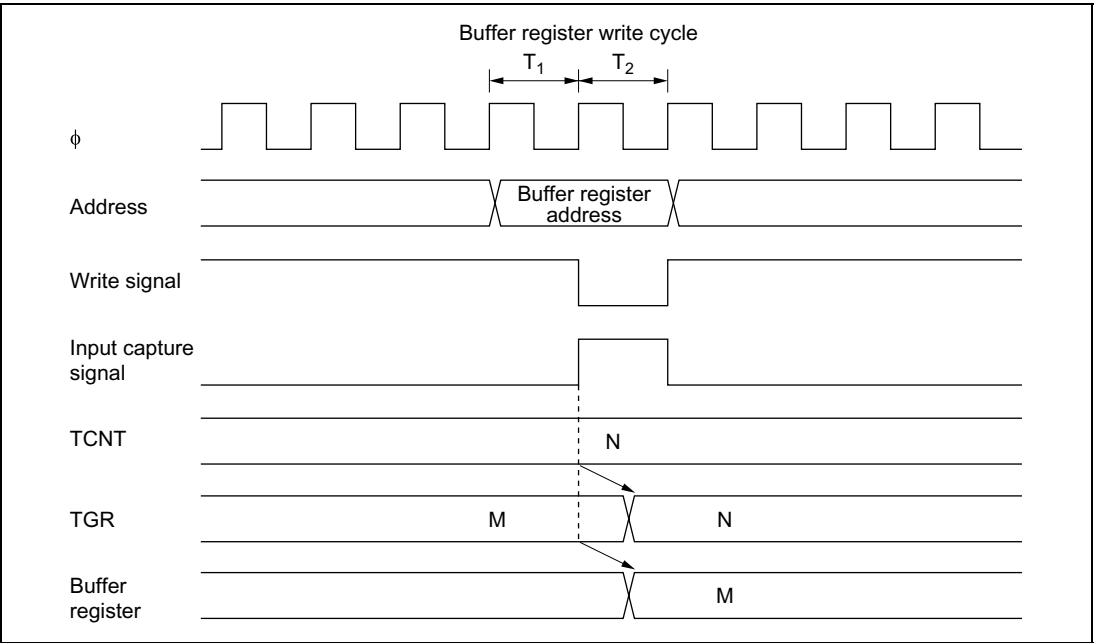 Buffer register write cycle
T₁ T₂
ϕ
Address
Buffer register
address
Write signal
Input capture
signal
TCNT
N
TGR
M
N
Buffer
register
M